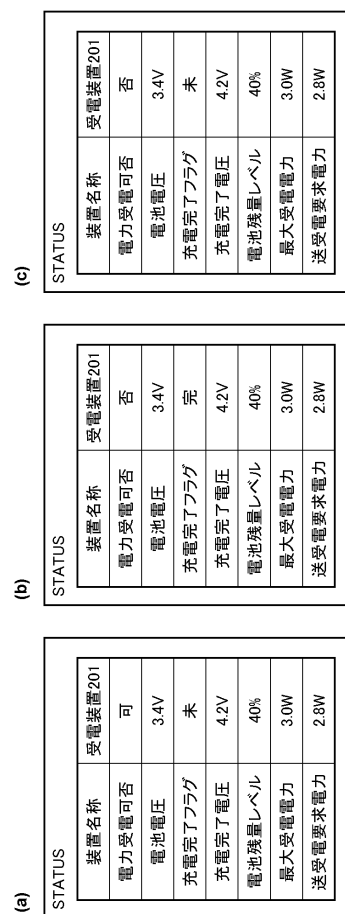 (a)
STATUS
装置名称 受電装置201
電力受電可否 可
電池電圧 3.4V
充電完了フラグ 未
充電完了電圧 4.2V
電池残量レベル 40%
最大受電電力 3.0W
送受電要求電力 2.8W
(b)
STATUS
装置名称 受電装置201
電力受電可否 否
電池電圧 3.4V
充電完了フラグ 完
充電完了電圧 4.2V
電池残量レベル 40%
最大受電電力 3.0W
送受電要求電力 2.8W
(c)
STATUS
装置名称 受電装置201
電力受電可否 否
電池電圧 3.4V
充電完了フラグ 未
充電完了電圧 4.2V
電池残量レベル 40%
最大受電電力 3.0W
送受電要求電力 2.8W